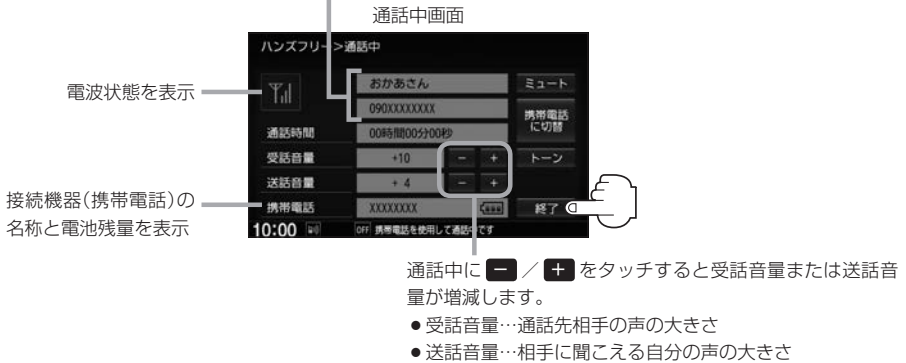 通話中画面
ハンズフリー>通話中
おかあさん
ミュート
電波状態を表示
090XXXXXXXX
携帯電話
に切替
通話時間
00時間00分00秒
受話音量
+10
－
+
トーン
送話音量
+ 4
－
+
接続機器(携帯電話)の
名称と電池残量を表示
携帯電話
XXXXXXXX
終了
10:00
OFF 携帯電話を使用して通話中です
通話中に － ／ + をタッチすると受話音量または送話音
量が増減します。
●受話音量…通話先相手の声の大きさ
●送話音量…相手に聞こえる自分の声の大きさ